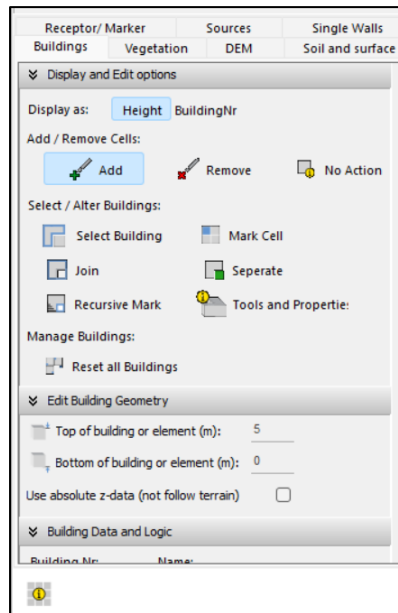 Receptor/ Marker Sources Single Walls
Buildings Vegetation DEM Soil and surface
Display and Edit options
Display as: Height BuildingNr
Add / Remove Cells:
Add Remove No Action
Select / Alter Buildings:
Select Building Mark Cell
Join Seperate
Recursive Mark Tools and Propertie
Manage Buildings:
Reset all Buildings
Edit Building Geometry
Top of building or element (m): 5
Bottom of building or element (m): 0
Use absolute z-data (not follow terrain)
Building Data and Logic
Building Nr: Name: